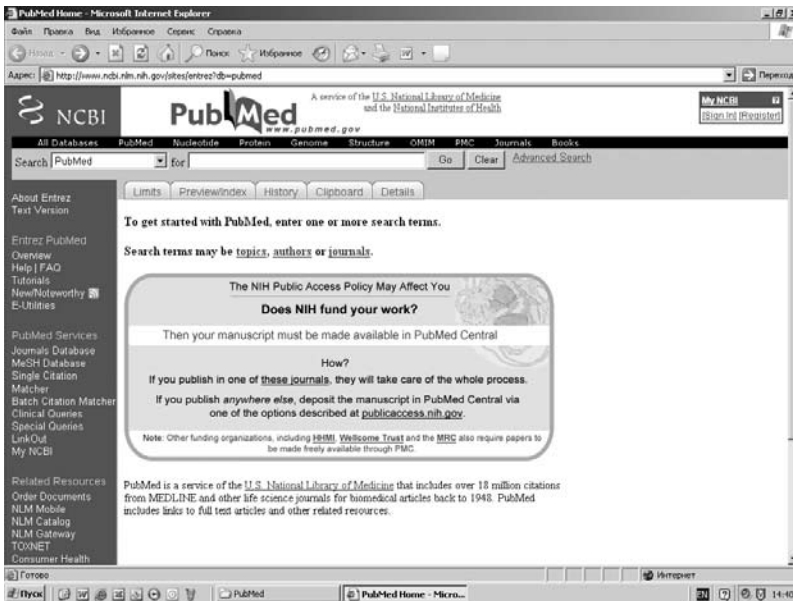 PubMed Home - Microsoft Internet Explorer
Файл Правка Вид Избранное Сервис Справка
Назад Поиск Избранное
Адрес: http://www.ncbi.nlm.nih.gov/sites/entrez?db=pubmed Переход
NCBI
PubMed
www.pubmed.gov
A service of the U.S. National Library of Medicine
and the National Institutes of Health
My NCBI ?
[Sign In] [Register]
All Databases PubMed Nucleotide Protein Genome Structure OMIM PMC Journals Books
Search PubMed for Go Clear Advanced Search
Limits Preview/Index History Clipboard Details
About Entrez
Text Version
Entrez PubMed
Overview
Help | FAQ
Tutorials
New/Noteworthy
E-Utilities
PubMed Services
Journals Database
MeSH Database
Single Citation
Matcher
Batch Citation Matcher
Clinical Queries
Special Queries
LinkOut
My NCBI
Related Resources
Order Documents
NLM Mobile
NLM Catalog
NLM Gateway
TOXNET
Consumer Health
To get started with PubMed, enter one or more search terms.
Search terms may be topics, authors or journals.
The NIH Public Access Policy May Affect You
Does NIH fund your work?
Then your manuscript must be made available in PubMed Central
How?
If you publish in one of these journals, they will take care of the whole process.
If you publish anywhere else, deposit the manuscript in PubMed Central via
one of the options described at publicaccess.nih.gov.
Note: Other funding organizations, including HHMI, Wellcome Trust and the MRC also require papers to
be made freely available through PMC.
PubMed is a service of the U.S. National Library of Medicine that includes over 18 million citations
from MEDLINE and other life science journals for biomedical articles back to 1948. PubMed
includes links to full text articles and other related resources.
Готово Интернет
пуск PubMed PubMed Home - Micro... EN 14:40